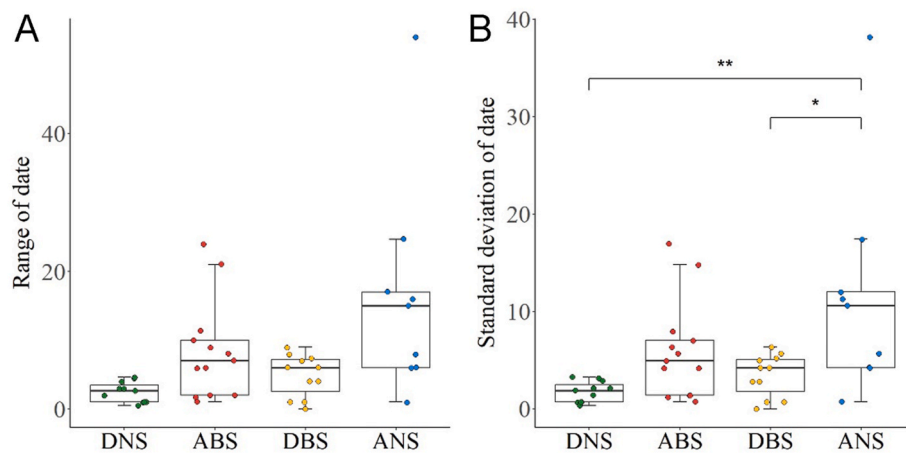 A
Range of date
40
20
0
DNS ABS DBS ANS
B
Standard deviation of date
40
30
20
10
0
**
*
DNS ABS DBS ANS